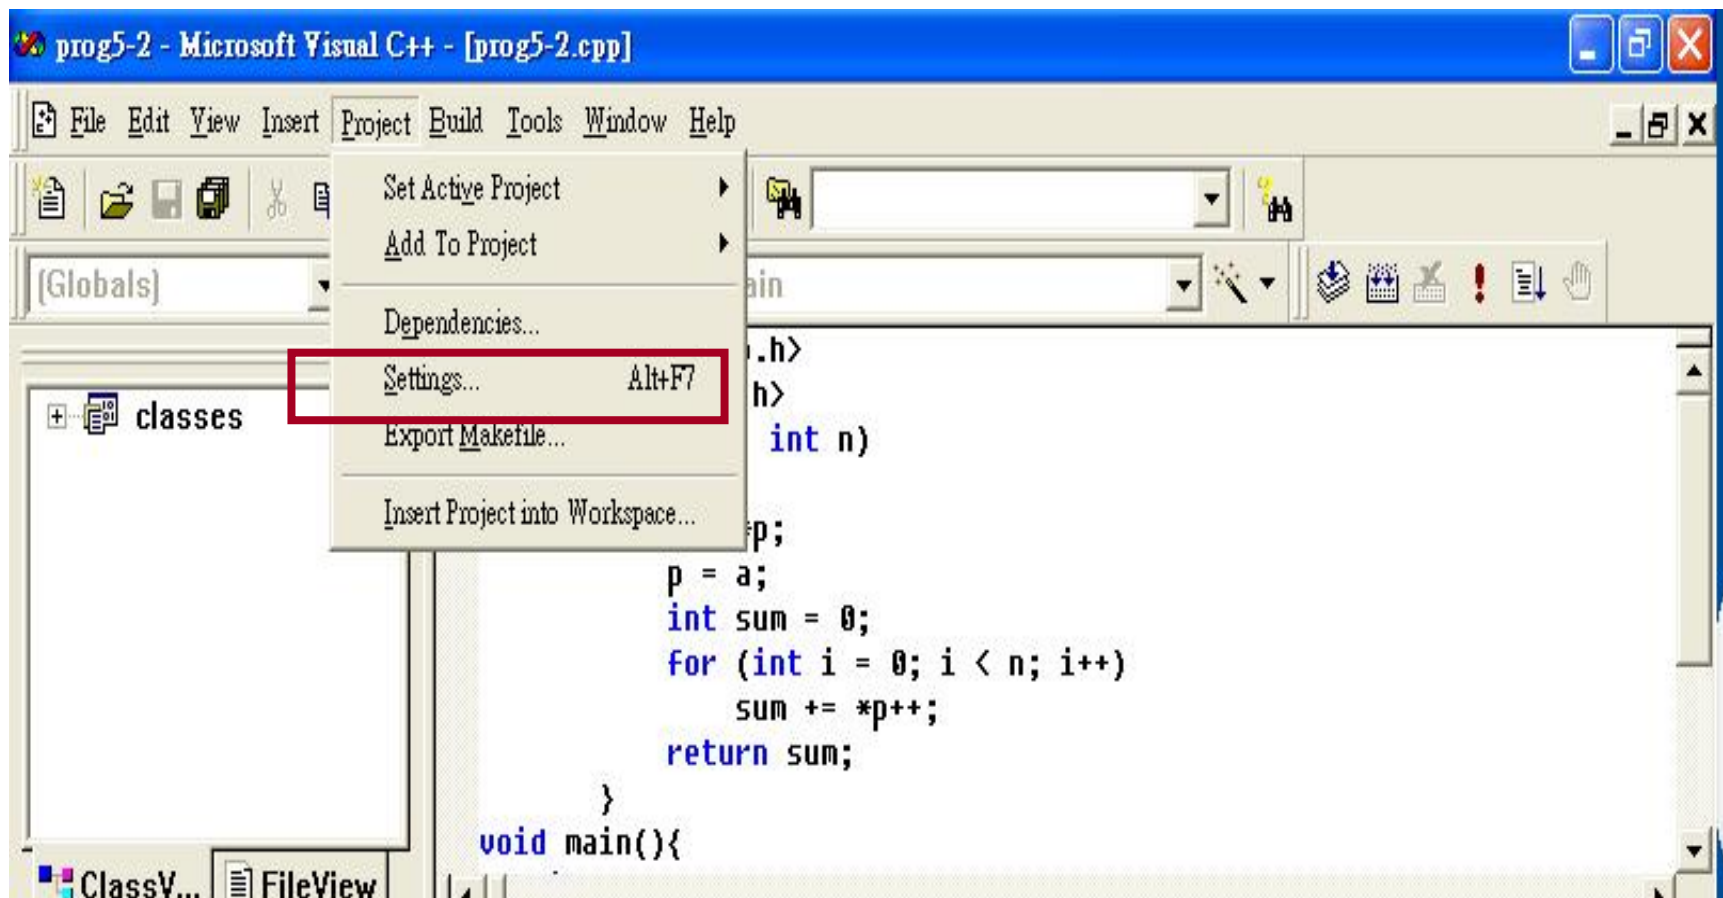 prog5-2 - Microsoft Visual C++ - [prog5-2.cpp]
File Edit View Insert Project Build Tools Window Help
Set Active Project
Add To Project
(Globals)
Dependencies...
.h>
Settings... Alt+F7
h>
classes
Export Makefile...
int n)
Insert Project into Workspace...
*p;
p = a;
int sum = 0;
for (int i = 0; i < n; i++)
sum += *p++;
return sum;
}
void main(){
ClassV... FileView